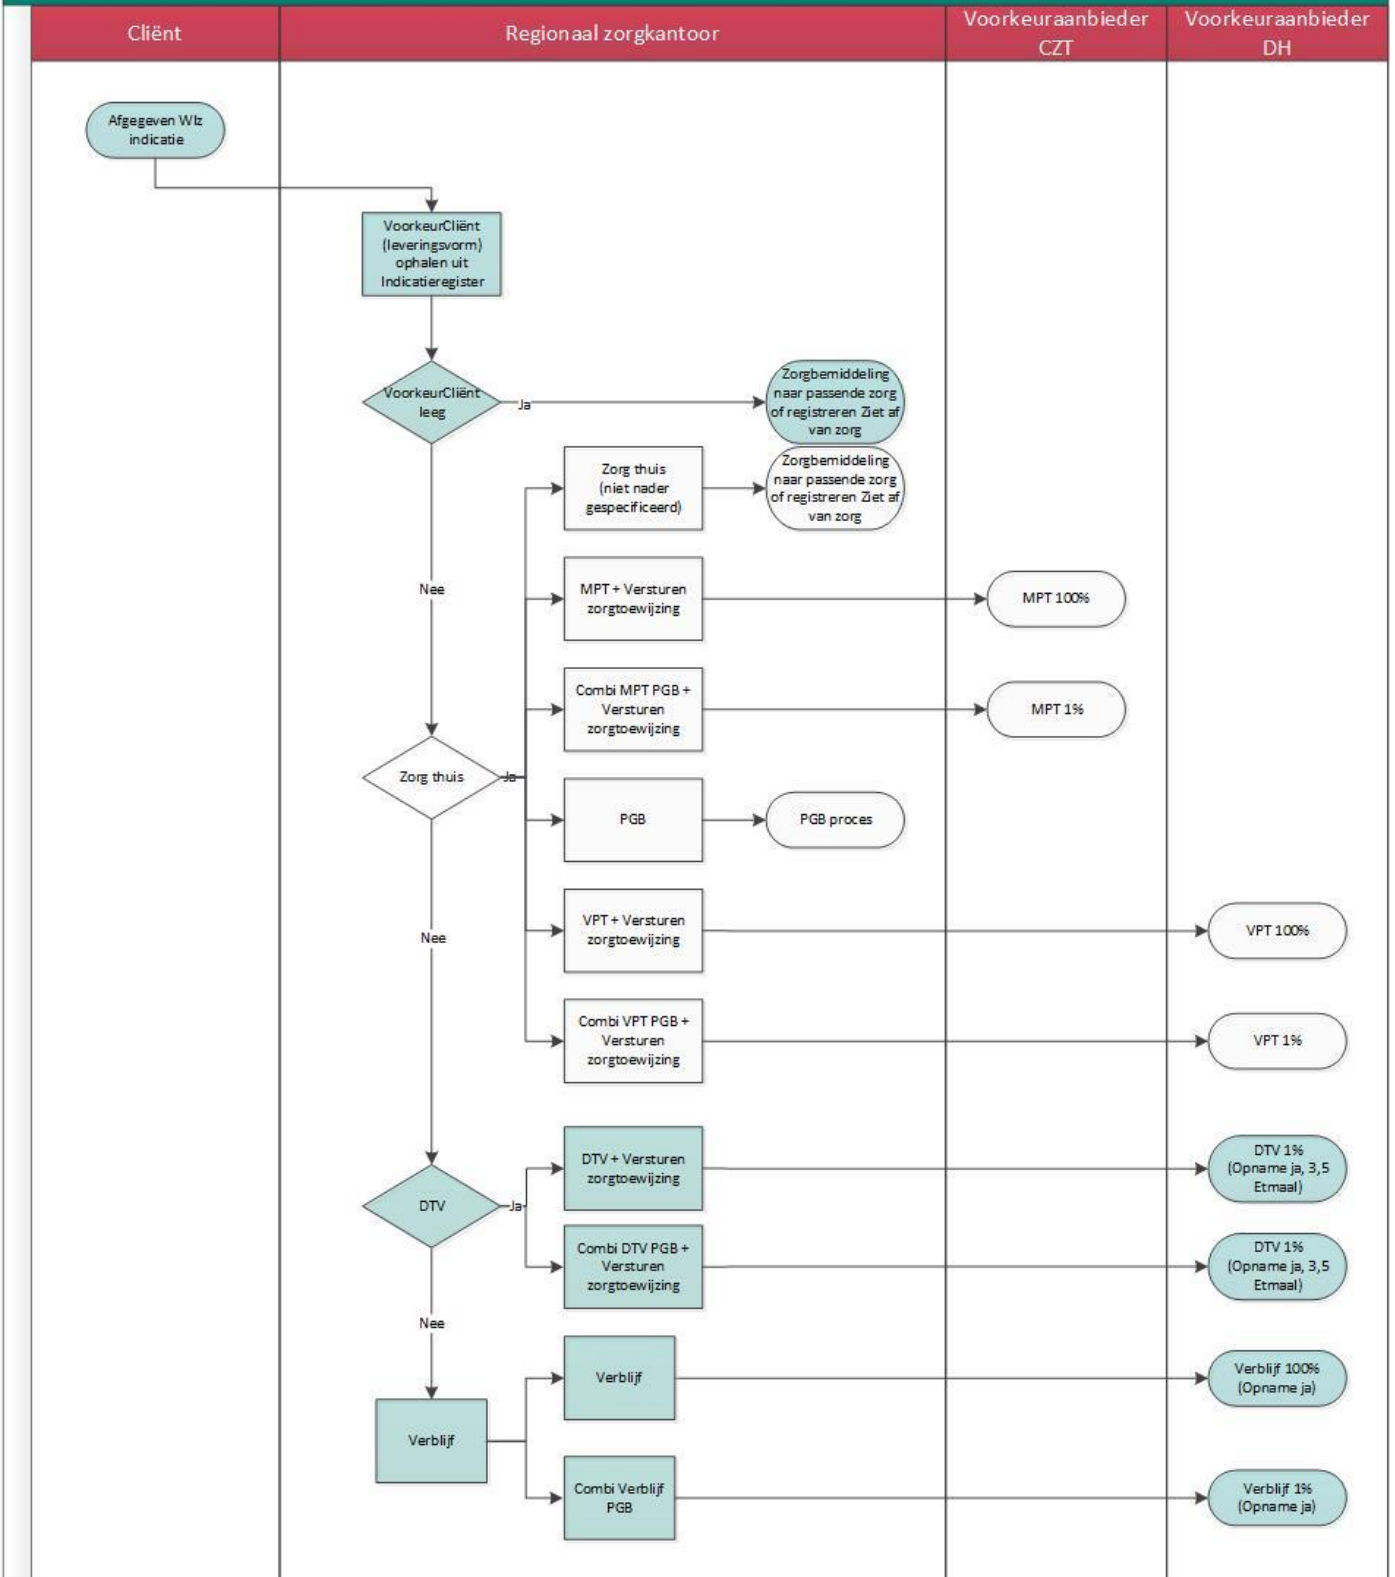 Cliënt
Regionaal zorgkantoor
Voorkeuraanbieder
CZT
Voorkeuraanbieder
DH
Afgegeven Wlz
indicatie
VoorkeurCliënt
(leveringsvorm)
ophalen uit
Indicatieregister
VoorkeurCliënt
leeg
Ja
Zorgbemiddeling
naar passende zorg
of registreren Ziet af
van zorg
Zorg thuis
(niet nader
gespecificeerd)
Zorgbemiddeling
naar passende zorg
of registreren Ziet af
van zorg
Nee
MPT + Versturen
zorgtoewijzing
MPT 100%
Combi MPT PGB +
Versturen
zorgtoewijzing
MPT 1%
Zorg thuis
Ja
PGB
PGB proces
VPT + Versturen
zorgtoewijzing
VPT 100%
Nee
Combi VPT PGB +
Versturen
zorgtoewijzing
VPT 1%
DTV + Versturen
zorgtoewijzing
DTV 1%
(Opname ja, 3,5
Etmaal)
DTV
Ja
Combi DTV PGB +
Versturen
zorgtoewijzing
DTV 1%
(Opname ja, 3,5
Etmaal)
Nee
Verblijf
Verblijf 100%
(Opname ja)
Verblijf
Combi Verblijf
PGB
Verblijf 1%
(Opname ja)